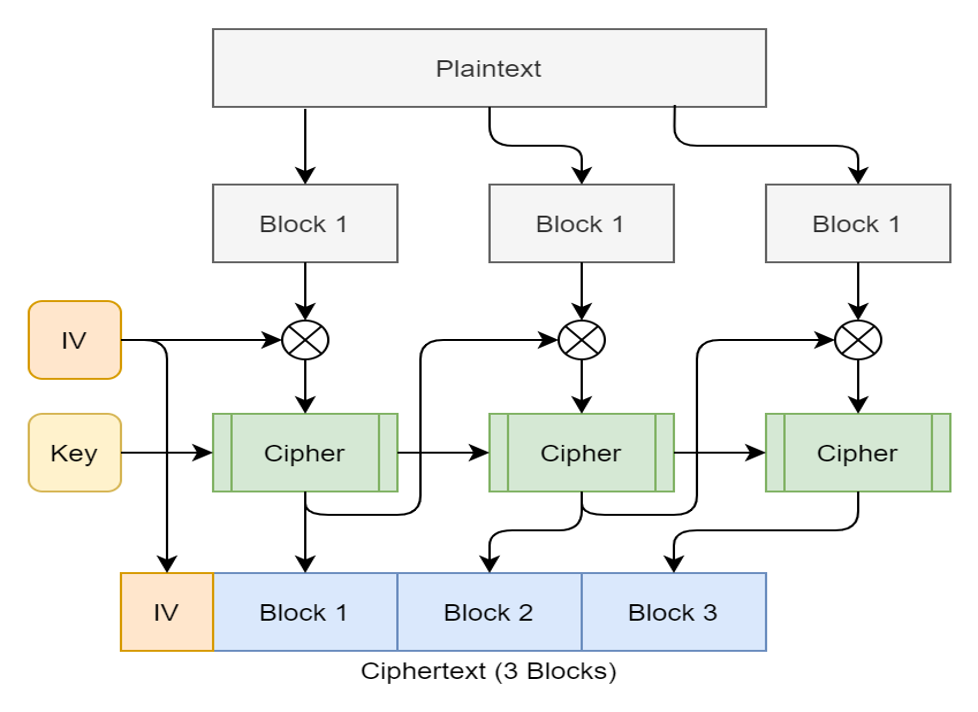 Plaintext
Block 1
Block 1
Block 1
IV
Key
Cipher
Cipher
Cipher
IV
Block 1
Block 2
Block 3
Ciphertext (3 Blocks)